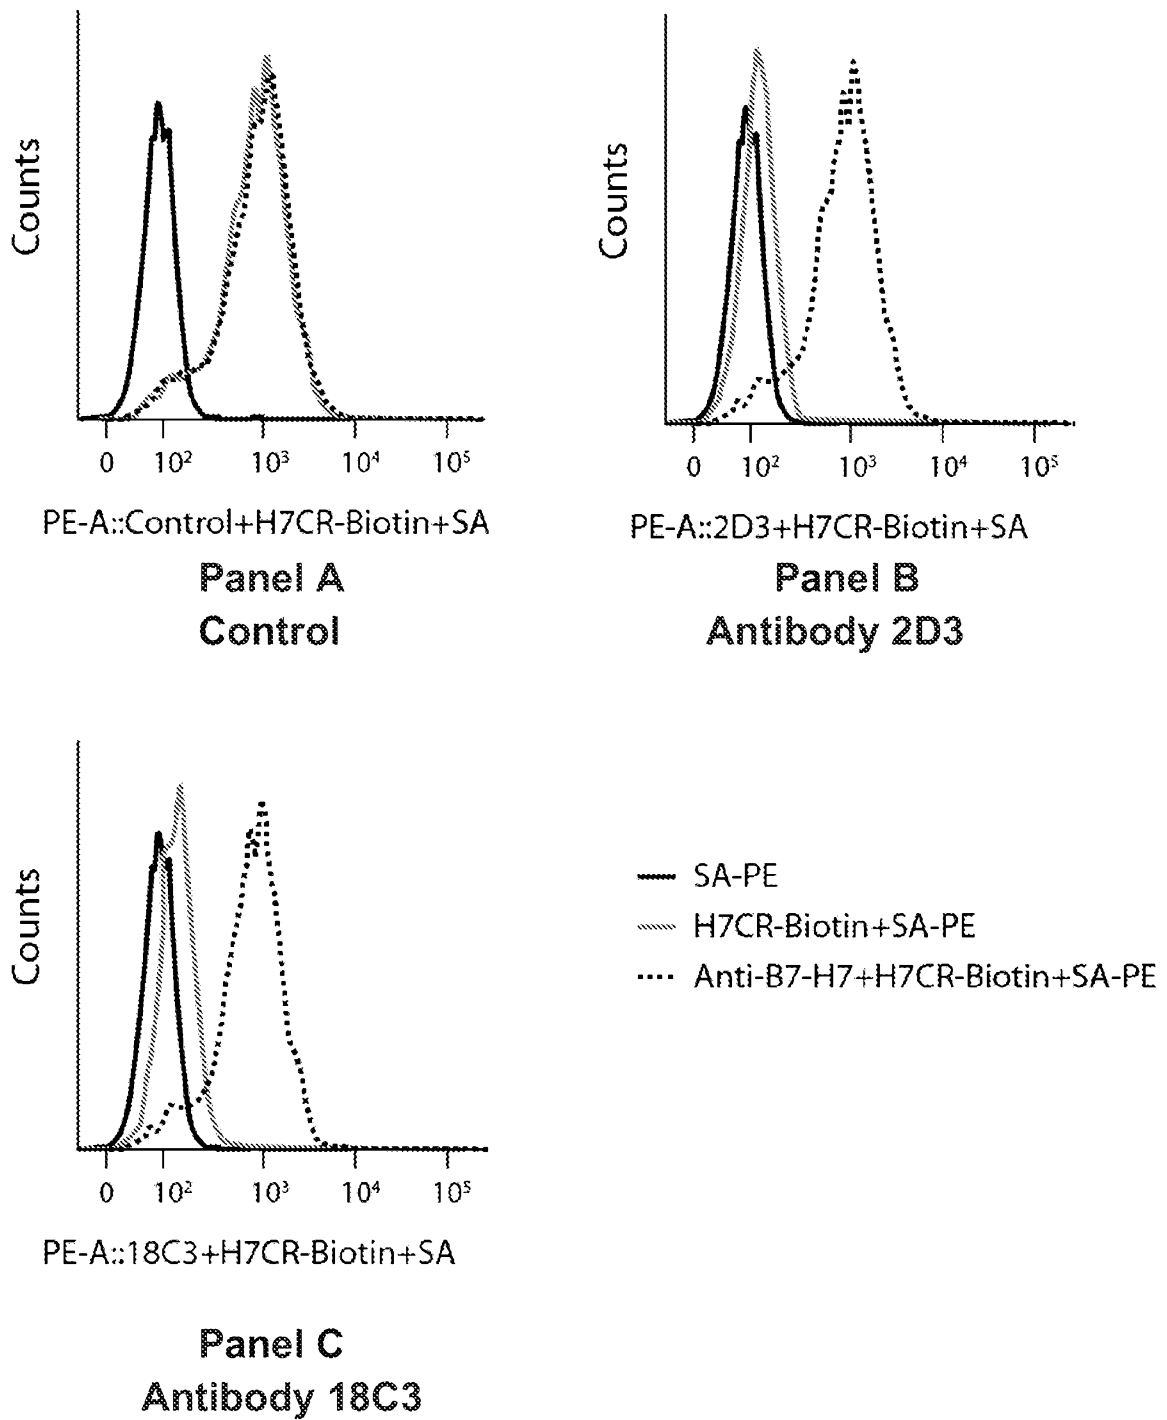 Counts
0 10² 10³ 10⁴ 10⁵
PE-A::Control+H7CR-Biotin+SA
Panel A
Control
Counts
0 10² 10³ 10⁴ 10⁵
PE-A::2D3+H7CR-Biotin+SA
Panel B
Antibody 2D3
Counts
0 10² 10³ 10⁴ 10⁵
PE-A::18C3+H7CR-Biotin+SA
Panel C
Antibody 18C3
SA-PE
H7CR-Biotin+SA-PE
Anti-B7-H7+H7CR-Biotin+SA-PE